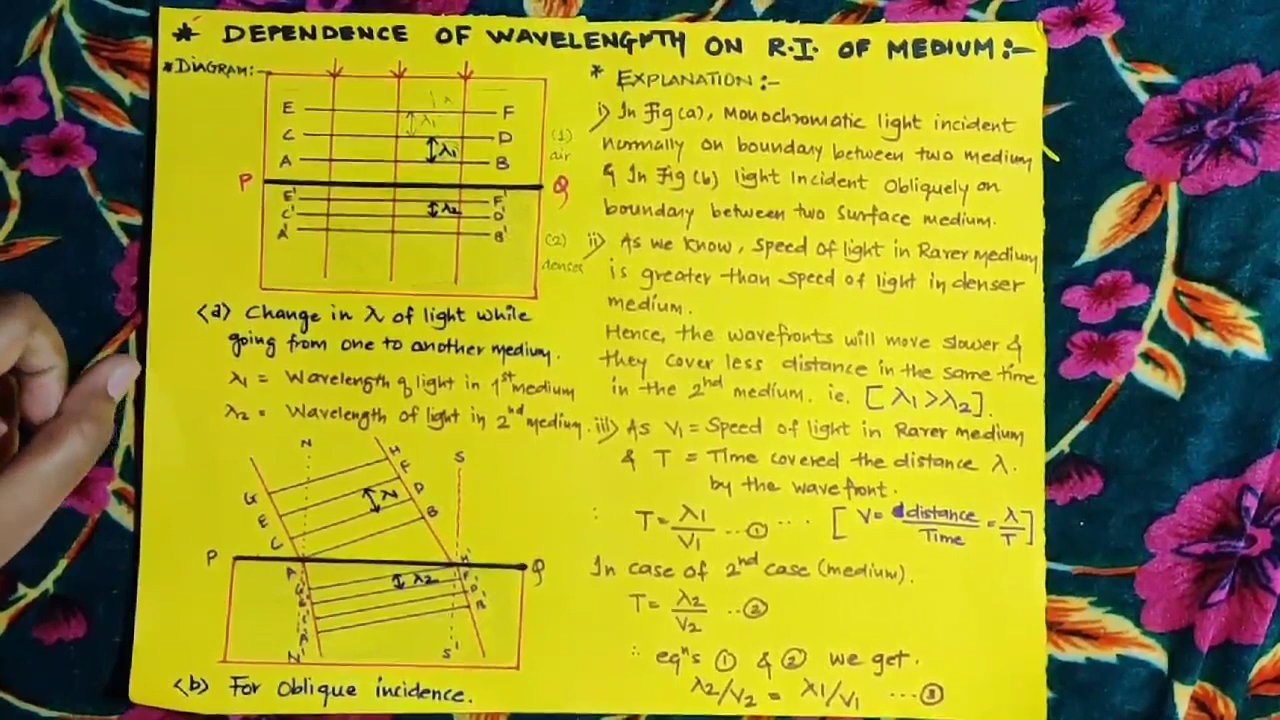 * DEPENDENCE OF WAVELENGHTH ON R.I. OF MEDIUM:-
* DIAGRAM:-
E F
λ1
C D
(1)
air
λ1
A B
P Q
E' F'
C' λ2 D'
A' B'
(2)
denser
(a) Change in λ of light while
going from one to another medium.
λ1 = Wavelength of light in 1st medium
λ2 = Wavelength of light in 2nd medium.
N H S
G F
E λ1 D
C B
P A H' Q
λ2 F'
G' D'
E' B'
C'
A'
N' S'
(b) For Oblique incidence.
* EXPLANATION:-
i) In Fig(a), Monochromatic light incident
normally on boundary between two medium
& In Fig(b) light Incident Obliquely on
boundary between two Surface medium.
ii) As we know, Speed of light in Rarer medium
is greater than Speed of light in denser
medium.
Hence, the wavefronts will move slower &
they cover less distance in the same time
in the 2nd medium. ie. [λ1>λ2].
iii) As V1 = Speed of light in Rarer medium
& T = Time covered the distance λ.
by the wavefront.
∴ T = λ1/V1 ...① .... [V = distance/Time = λ/T]
In case of 2nd case (medium).
T = λ2/V2 ..②
∴ eqns ① & ② we get.
λ2/V2 = λ1/V1 ....③